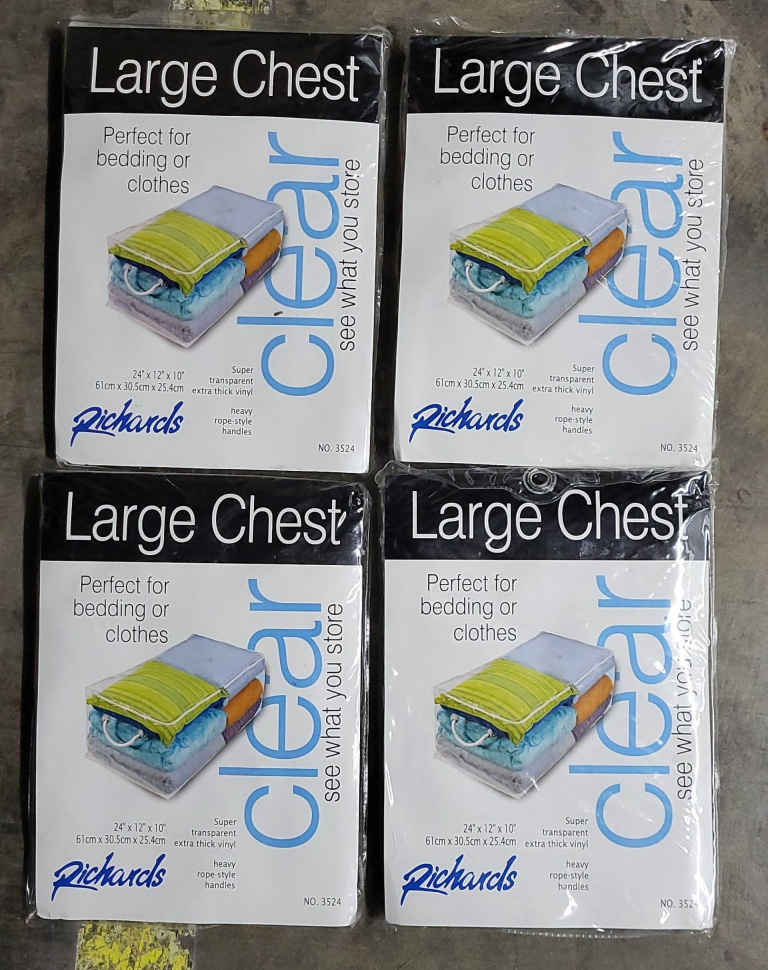 Large Chest
Perfect for
bedding or
clothes
clear
see what you store
24" x 12" x 10"
61cm x 30.5cm x 25.4cm
Super
transparent
extra thick vinyl
heavy
rope-style
handles
Richards
NO. 3524
Large Chest
Perfect for
bedding or
clothes
clear
see what you store
24" x 12" x 10"
61cm x 30.5cm x 25.4cm
Super
transparent
extra thick vinyl
heavy
rope-style
handles
Richards
NO. 3524
Large Chest
Perfect for
bedding or
clothes
clear
see what you store
24" x 12" x 10"
61cm x 30.5cm x 25.4cm
Super
transparent
extra thick vinyl
heavy
rope-style
handles
Richards
NO. 3524
Large Chest
Perfect for
bedding or
clothes
clear
see what you store
24" x 12" x 10"
61cm x 30.5cm x 25.4cm
Super
transparent
extra thick vinyl
heavy
rope-style
handles
Richards
NO. 3524